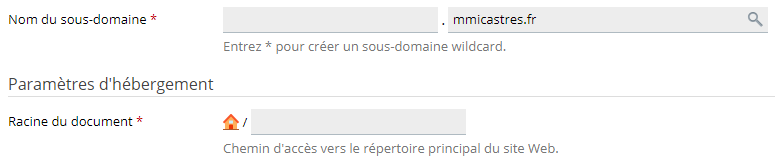 Nom du sous-domaine * . mmicastres.fr
Entrez * pour créer un sous-domaine wildcard.
Paramètres d'hébergement
Racine du document * /
Chemin d'accès vers le répertoire principal du site Web.